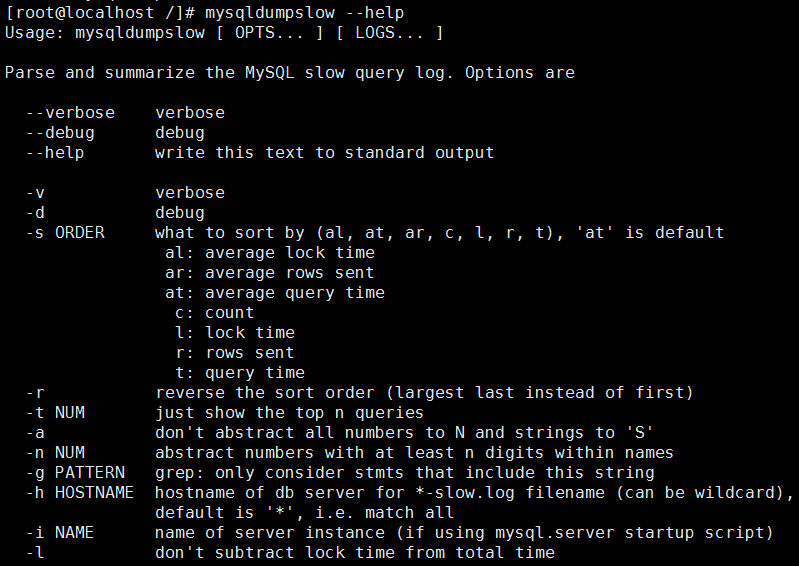 [root@localhost /]# mysqldumpslow --help
Usage: mysqldumpslow [ OPTS... ] [ LOGS... ]
Parse and summarize the MySQL slow query log. Options are
--verbose    verbose
--debug      debug
--help       write this text to standard output
-v           verbose
-d           debug
-s ORDER     what to sort by (al, at, ar, c, l, r, t), 'at' is default
al: average lock time
ar: average rows sent
at: average query time
c: count
l: lock time
r: rows sent
t: query time
-r           reverse the sort order (largest last instead of first)
-t NUM       just show the top n queries
-a           don't abstract all numbers to N and strings to 'S'
-n NUM       abstract numbers with at least n digits within names
-g PATTERN   grep: only consider stmts that include this string
-h HOSTNAME  hostname of db server for *-slow.log filename (can be wildcard),
default is '*', i.e. match all
-i NAME      name of server instance (if using mysql.server startup script)
-l           don't subtract lock time from total time